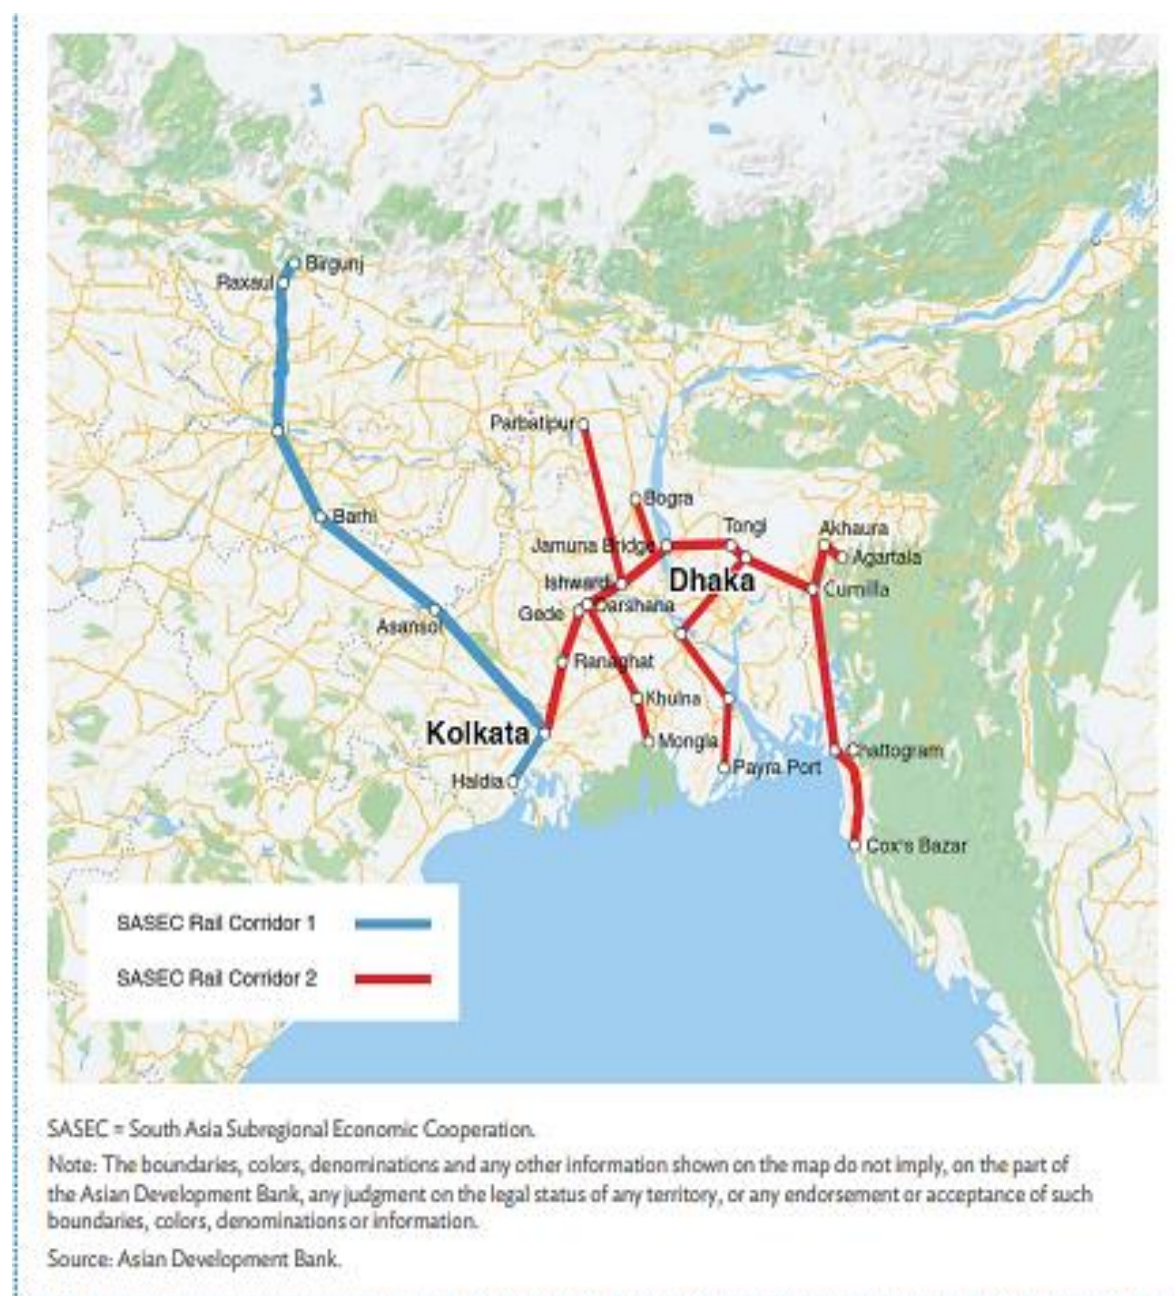 Birgunj
Raxaul
Parbatipur
Bogra
Barhi
Tongi
Akhaura
Jamuna Bridge
Agartala
Ishwardi
Dhaka
Cumilla
Darshana
Gede
Asansol
Ranaghat
Khulna
Kolkata
Mongla
Chattogram
Payra Port
Haldia
Cox's Bazar
SASEC Rail Corridor 1
SASEC Rail Corridor 2
SASEC = South Asia Subregional Economic Cooperation.
Note: The boundaries, colors, denominations and any other information shown on the map do not imply, on the part of
the Asian Development Bank, any judgment on the legal status of any territory, or any endorsement or acceptance of such
boundaries, colors, denominations or information.
Source: Asian Development Bank.